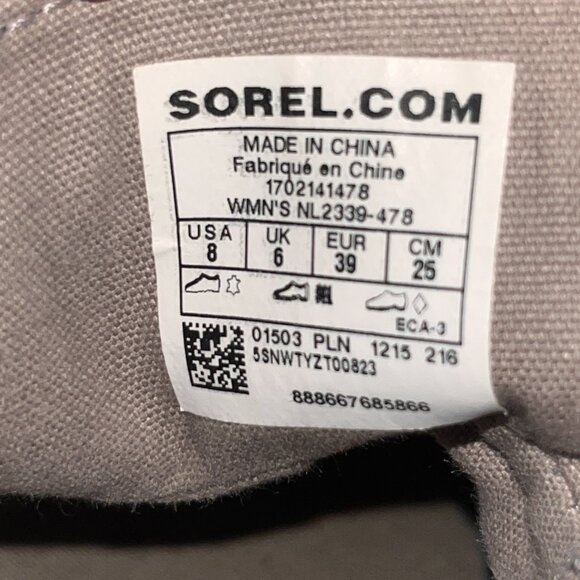 SOREL.COM
MADE IN CHINA
Fabriqué en Chine
1702141478
WMN'S NL2339-478
USA UK EUR CM
8 6 39 25
ECA-3
01503 PLN 1215 216
5SNWTYZT00823
888667685866